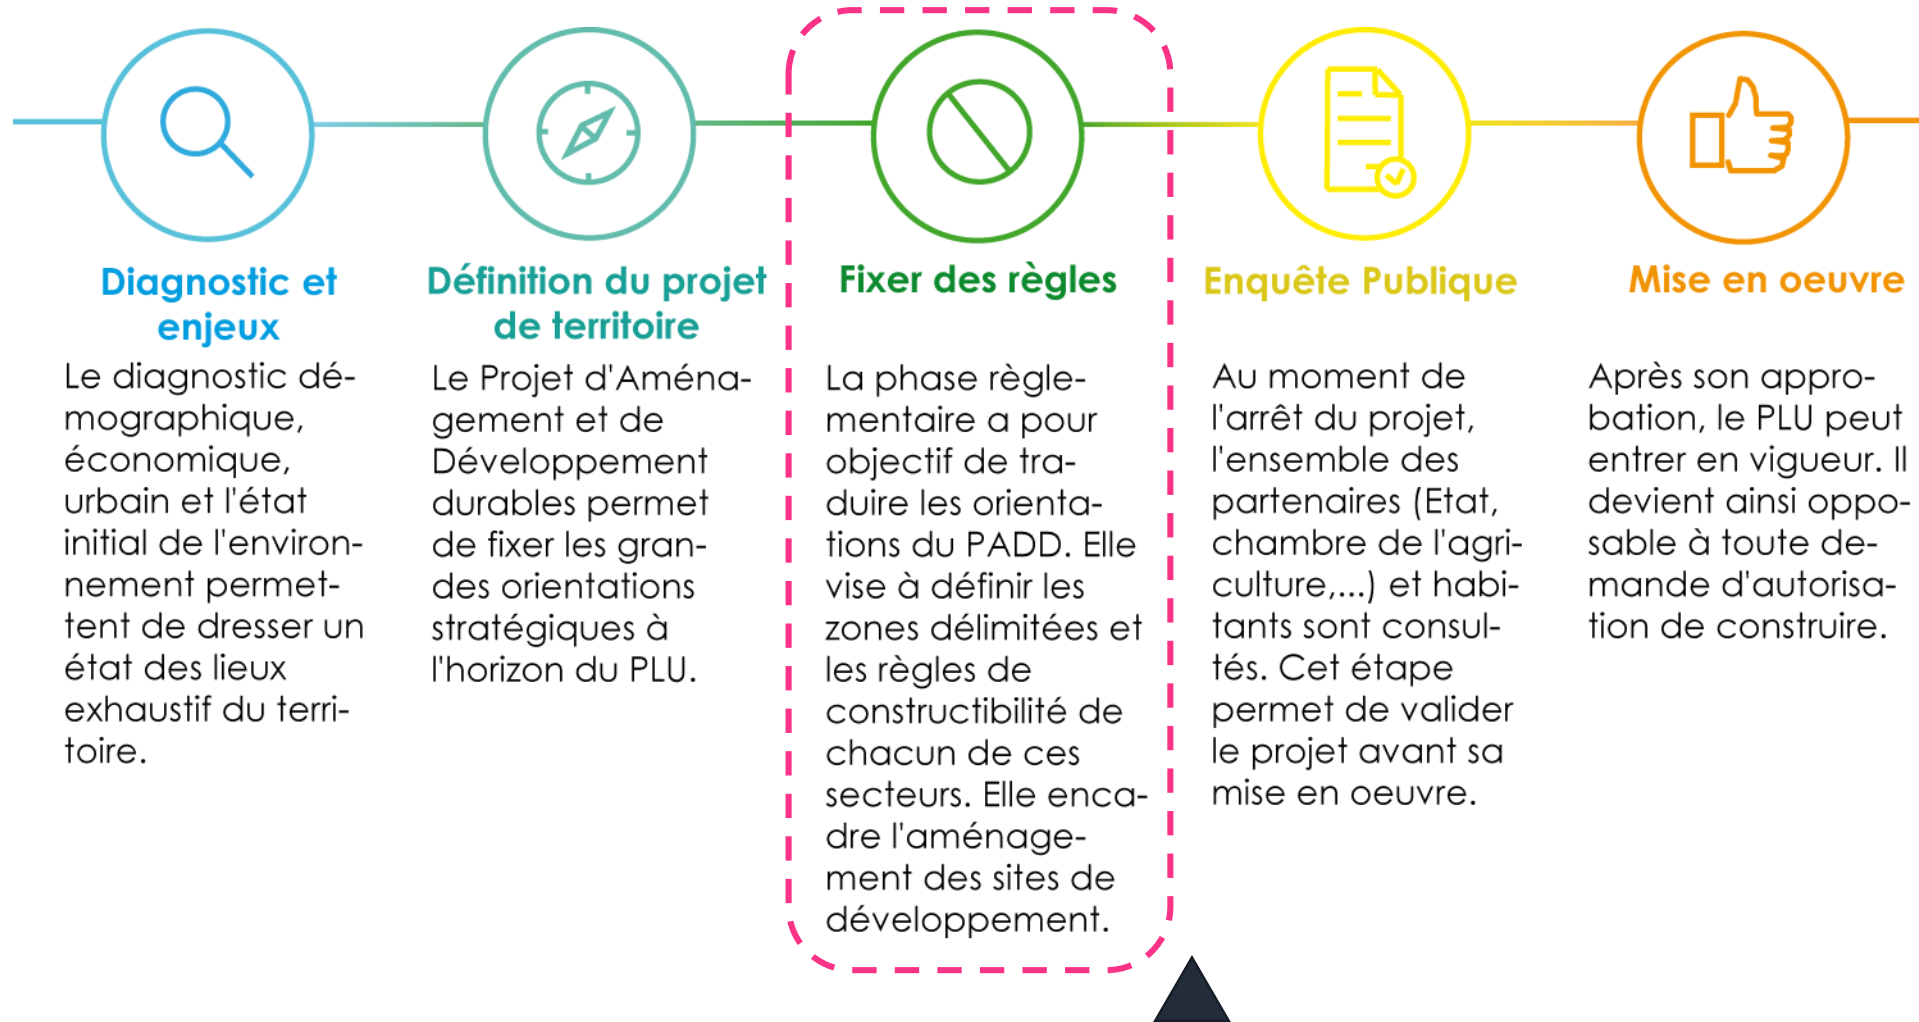 Diagnostic et
enjeux
Le diagnostic dé-
mographique,
économique,
urbain et l'état
initial de l'environ-
nement permet-
tent de dresser un
état des lieux
exhaustif du terri-
toire.
Définition du projet
de territoire
Le Projet d'Aména-
gement et de
Développement
durables permet
de fixer les gran-
des orientations
stratégiques à
l'horizon du PLU.
Fixer des règles
La phase règle-
mentaire a pour
objectif de tra-
duire les orienta-
tions du PADD. Elle
vise à définir les
zones délimitées et
les règles de
constructibilité de
chacun de ces
secteurs. Elle enca-
dre l'aménage-
ment des sites de
développement.
Enquête Publique
Au moment de
l'arrêt du projet,
l'ensemble des
partenaires (Etat,
chambre de l'agri-
culture,...) et habi-
tants sont consul-
tés. Cet étape
permet de valider
le projet avant sa
mise en oeuvre.
Mise en oeuvre
Après son appro-
bation, le PLU peut
entrer en vigueur. Il
devient ainsi oppo-
sable à toute de-
mande d'autorisa-
tion de construire.